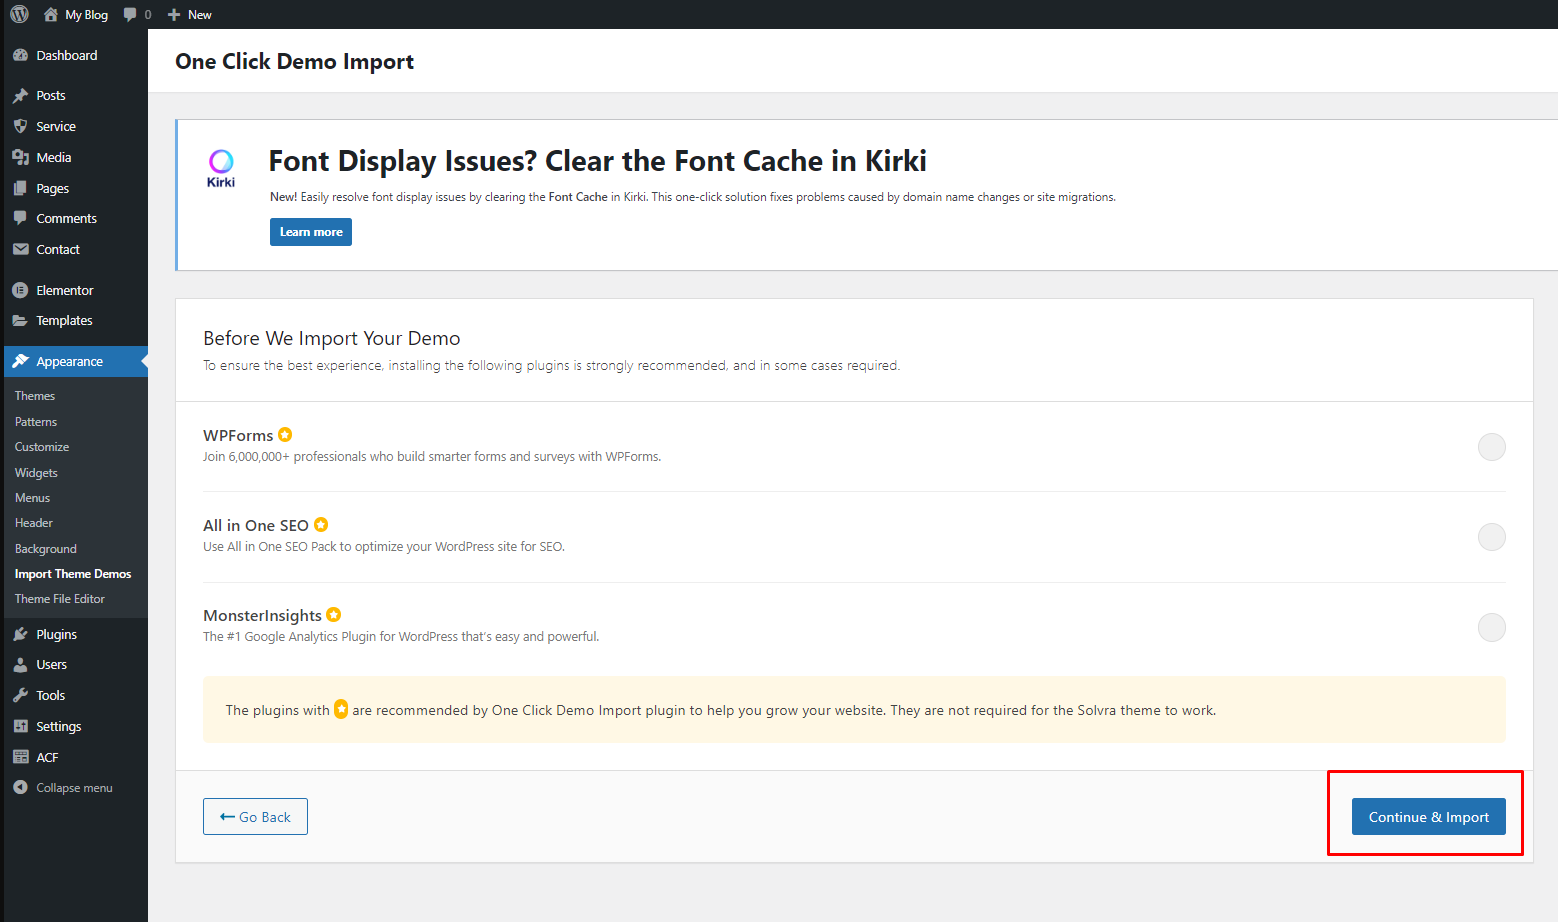 My Blog 0 New
Dashboard
Posts
Service
Media
Pages
Comments
Contact
Elementor
Templates
Appearance
Themes
Patterns
Customize
Widgets
Menus
Header
Background
Import Theme Demos
Theme File Editor
Plugins
Users
Tools
Settings
ACF
Collapse menu
One Click Demo Import
Kirki
Font Display Issues? Clear the Font Cache in Kirki
New! Easily resolve font display issues by clearing the Font Cache in Kirki. This one-click solution fixes problems caused by domain name changes or site migrations.
Learn more
Before We Import Your Demo
To ensure the best experience, installing the following plugins is strongly recommended, and in some cases required.
WPForms
Join 6,000,000+ professionals who build smarter forms and surveys with WPForms.
All in One SEO
Use All in One SEO Pack to optimize your WordPress site for SEO.
MonsterInsights
The #1 Google Analytics Plugin for WordPress that's easy and powerful.
The plugins with are recommended by One Click Demo Import plugin to help you grow your website. They are not required for the Solvra theme to work.
Go Back
Continue & Import